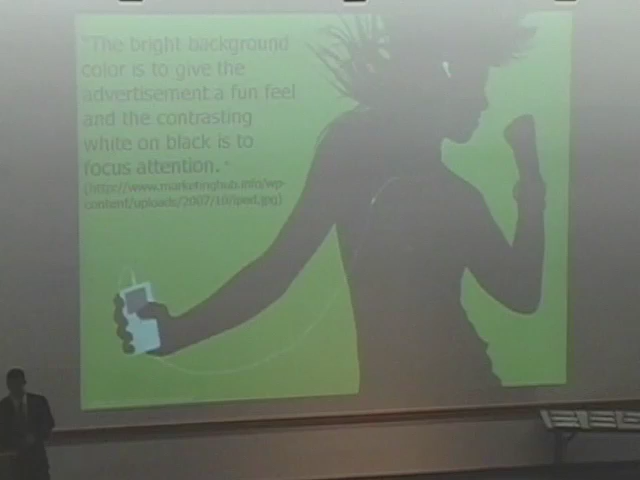 "The bright background
color is to give the
advertisement a fun feel
and the contrasting
white on black is to
focus attention."
(http://www.marketinghub.info/wp-
content/uploads/2007/10/ipod.jpg)